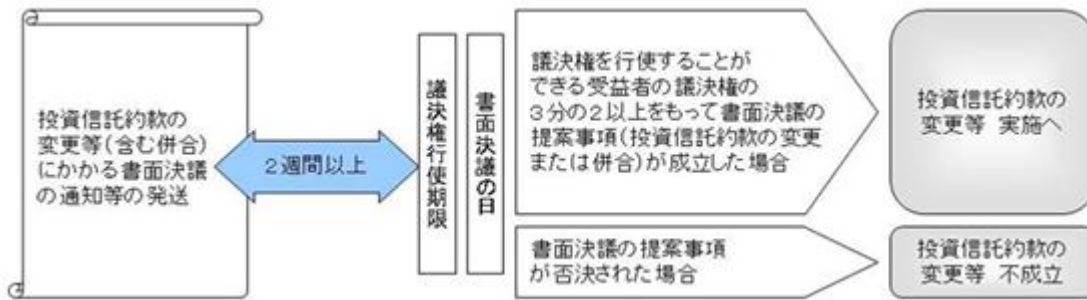 投資信託約款の
変更等(含む併合)
にかかる書面決議
の通知等の発送
2週間以上
議決権行使期限
書面決議の日
議決権を行使することが
できる受益者の議決権の
3分の2以上をもって書面決議の
提案事項(投資信託約款の変更
または併合)が成立した場合
投資信託約款の
変更等 実施へ
書面決議の提案事項
が否決された場合
投資信託約款の
変更等 不成立